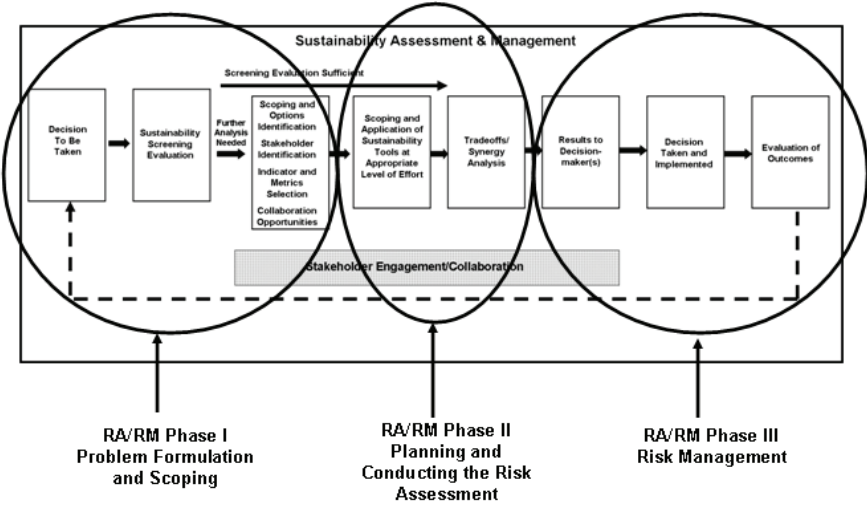 Sustainability Assessment & Management
Screening Evaluation Sufficient
Decision
To Be
Taken
Sustainability
Screening
Evaluation
Further
Analysis
Needed
Scoping and
Options
Identification
Stakeholder
Identification
Indicator and
Metrics
Selection
Collaboration
Opportunities
Scoping and
Application of
Sustainability
Tools at
Appropriate
Level of Effort
Tradeoffs/
Synergy
Analysis
Results to
Decision-
maker(s)
Decision
Taken and
Implemented
Evaluation of
Outcomes
Stakeholder Engagement/Collaboration
RA/RM Phase I
Problem Formulation
and Scoping
RA/RM Phase II
Planning and
Conducting the Risk
Assessment
RA/RM Phase III
Risk Management